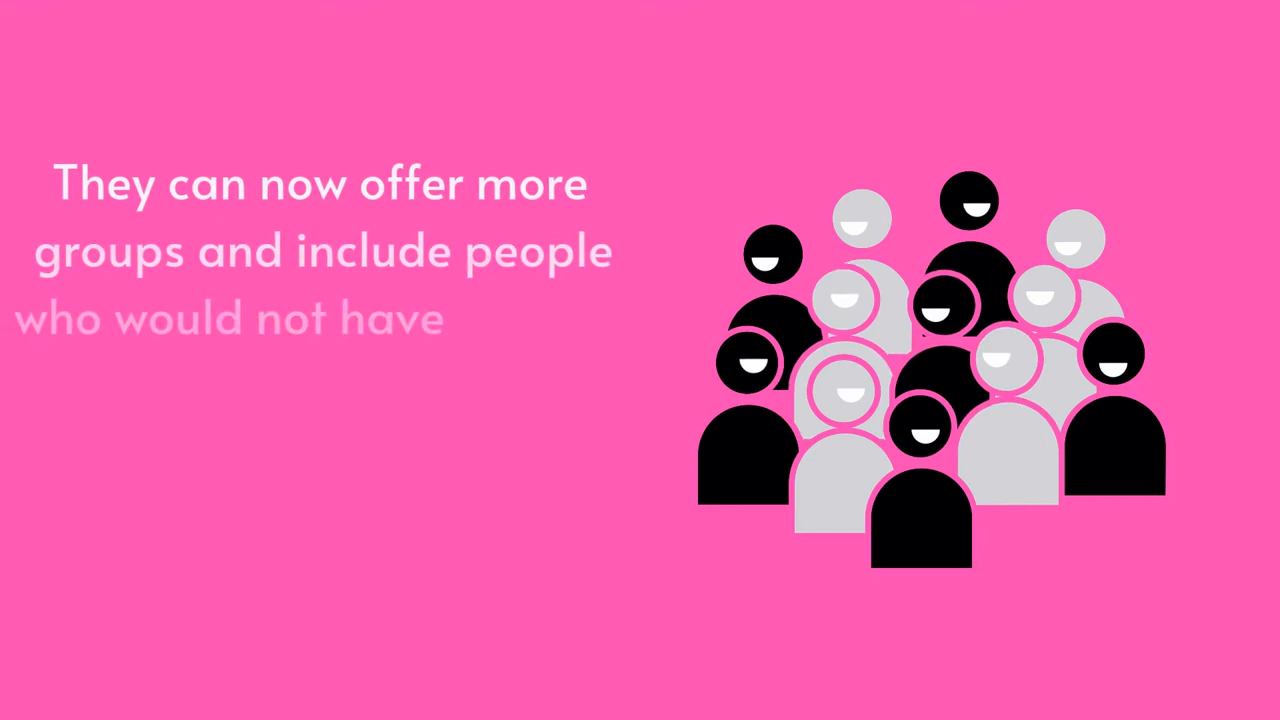 They can now offer more
groups and include people
who would not have